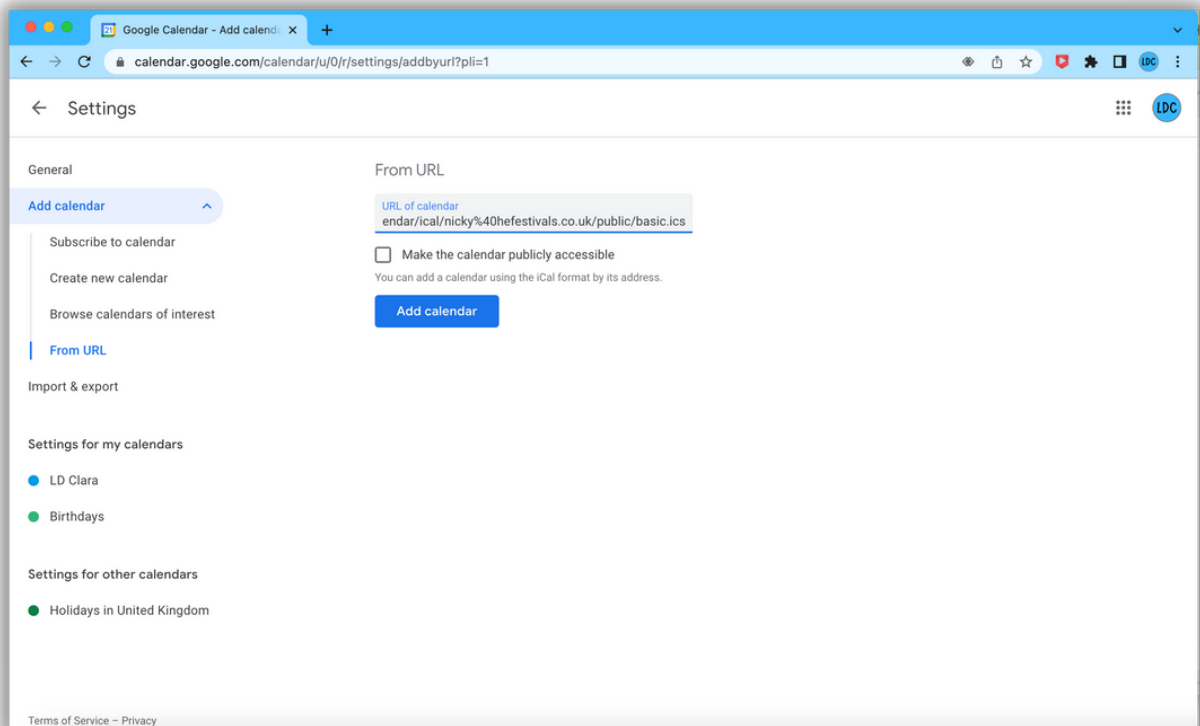 21 Google Calendar - Add calend
calendar.google.com/calendar/u/0/r/settings/addbyurl?pli=1
LDC
Settings
LDC
General
Add calendar
Subscribe to calendar
Create new calendar
Browse calendars of interest
From URL
Import & export
Settings for my calendars
LD Clara
Birthdays
Settings for other calendars
Holidays in United Kingdom
Terms of Service – Privacy
From URL
URL of calendar
endar/ical/nicky%40hefestivals.co.uk/public/basic.ics
Make the calendar publicly accessible
You can add a calendar using the iCal format by its address.
Add calendar